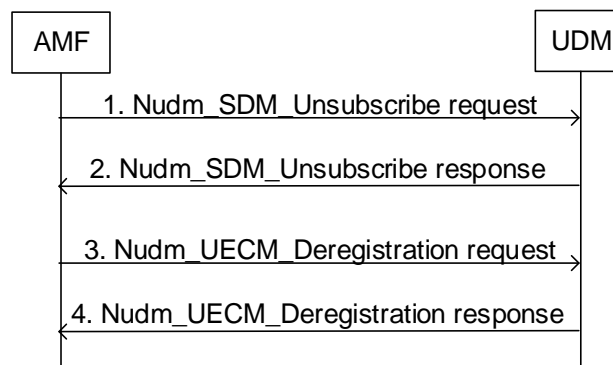 AMF
UDM
1. Nudm_SDM_Unsubscribe request
2. Nudm_SDM_Unsubscribe response
3. Nudm_UECM_Deregistration request
4. Nudm_UECM_Deregistration response